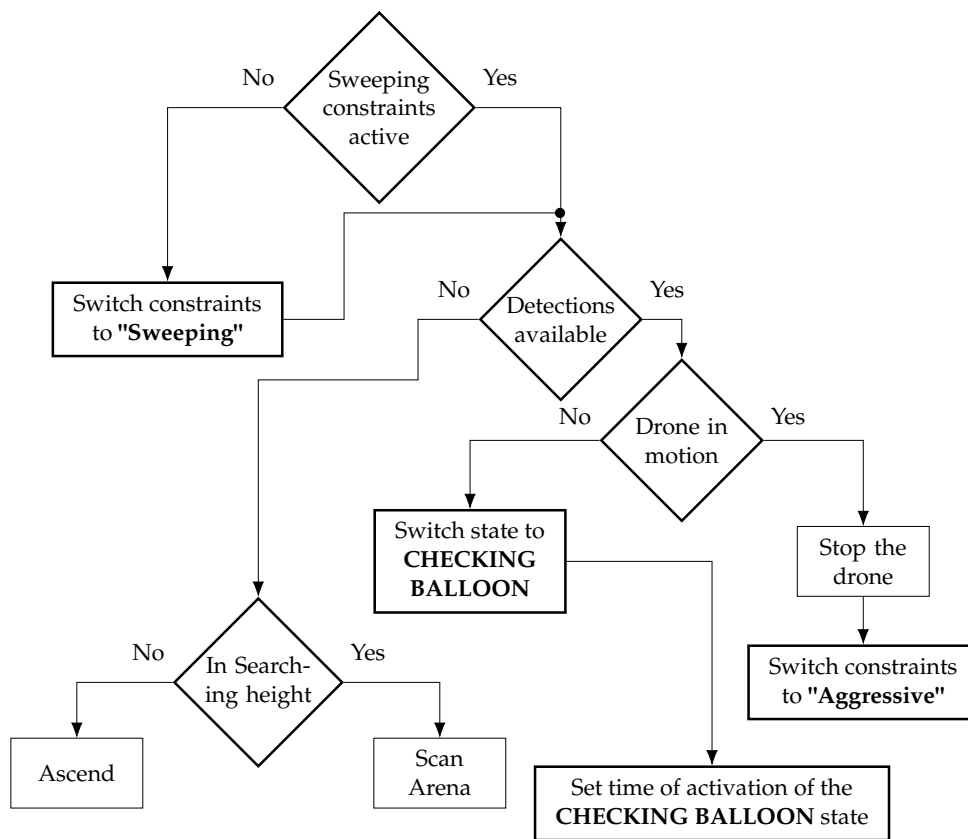 No
Sweeping
constraints
active
Yes
Switch constraints
to "Sweeping"
No
Detections
available
Yes
No
Drone in
motion
Yes
Switch state to
CHECKING
BALLOON
Stop the
drone
No
In Search-
ing height
Yes
Switch constraints
to "Aggressive"
Ascend
Scan
Arena
Set time of activation of the
CHECKING BALLOON state